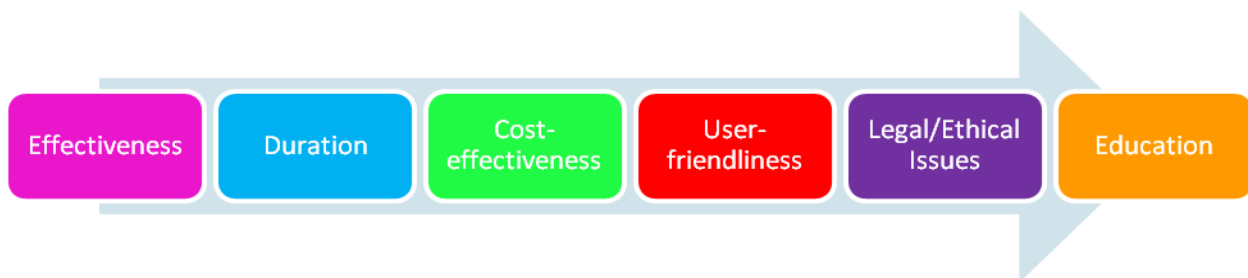 Effectiveness
Duration
Cost-
effectiveness
User-
friendliness
Legal/Ethical
Issues
Education